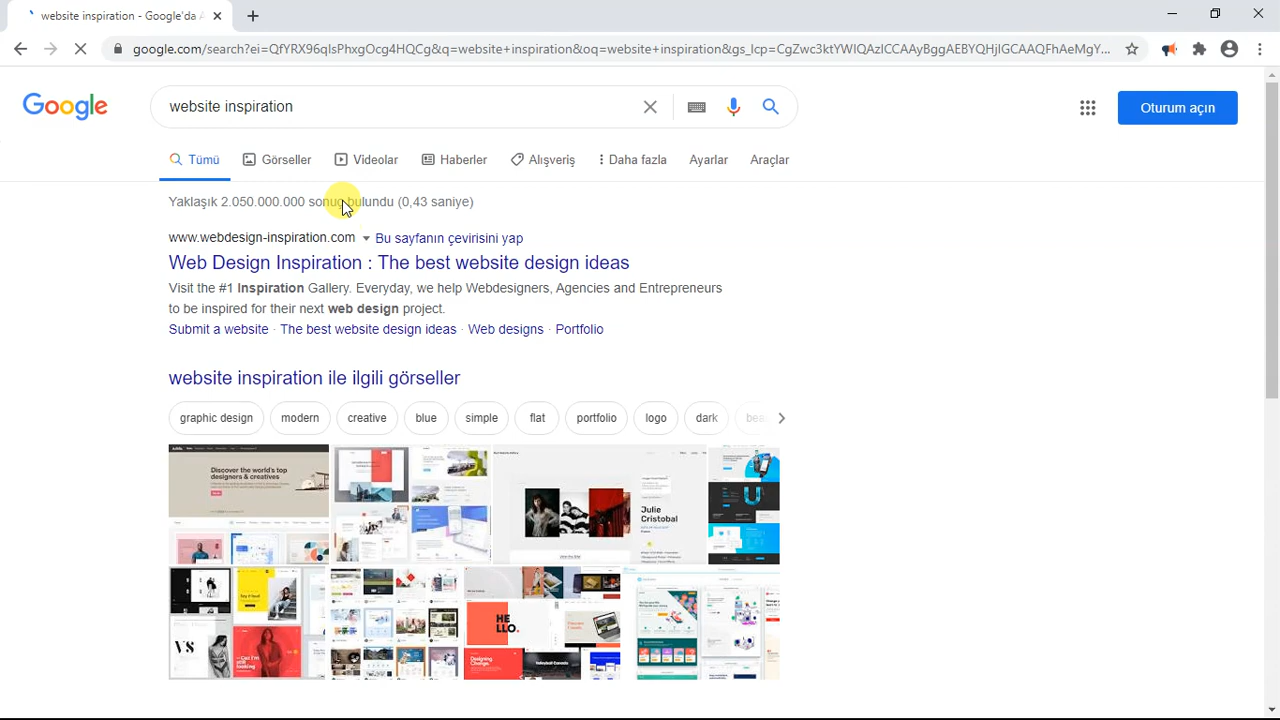 website inspiration - Google'da
google.com/search?ei=QfYRX96qIsPhxgOcg4HQCg&q=website+inspiration&oq=website+inspiration&gs_lcp=CgZwc3ktYWIQAzICCAAyBggAEBYQHjIGCAAQFhAeMgY...
Google
website inspiration
Oturum açın
Tümü Görseller Videolar Haberler Alışveriş Daha fazla Ayarlar Araçlar
Yaklaşık 2.050.000.000 sonuç bulundu (0,43 saniye)
www.webdesign-inspiration.com Bu sayfanın çevirisini yap
Web Design Inspiration : The best website design ideas
Visit the #1 Inspiration Gallery. Everyday, we help Webdesigners, Agencies and Entrepreneurs
to be inspired for their next web design project.
Submit a website · The best website design ideas · Web designs · Portfolio
website inspiration ile ilgili görseller
graphic design modern creative blue simple flat portfolio logo dark
Discover the world's top
designers & creatives
Julie
Cristobal
HE
LLO.
Designing
Change